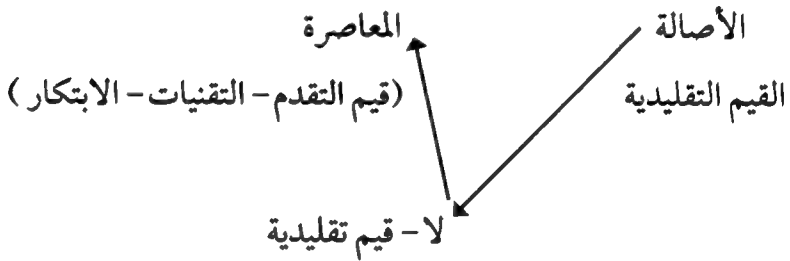 الأصالة
المعاصرة
القيم التقليدية
(قيم التقدم – التقنيات – الابتكار)
لا – قيم تقليدية